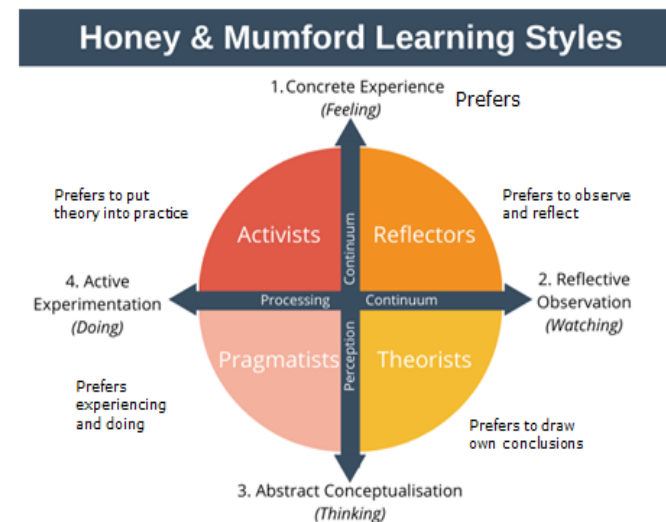 Honey & Mumford Learning Styles
1. Concrete Experience
(Feeling)
Prefers
Prefers to put
theory into practice
Prefers to observe
and reflect
Activists
Reflectors
Continuum
4. Active
Experimentation
(Doing)
Processing
Continuum
2. Reflective
Observation
(Watching)
Perception
Pragmatists
Theorists
Prefers
experiencing
and doing
Prefers to draw
own conclusions
3. Abstract Conceptualisation
(Thinking)